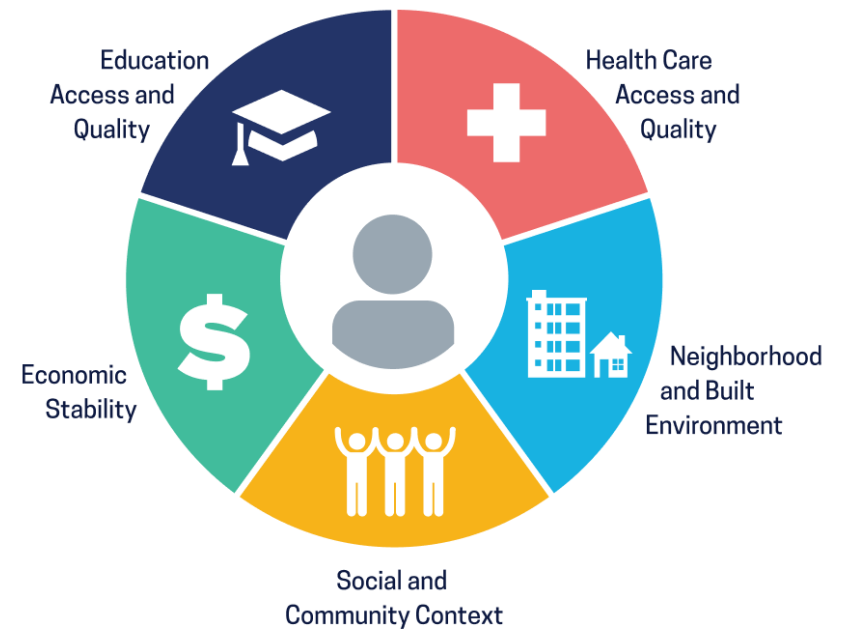 Education
Access and
Quality
Health Care
Access and
Quality
Economic
Stability
Neighborhood
and Built
Environment
Social and
Community Context